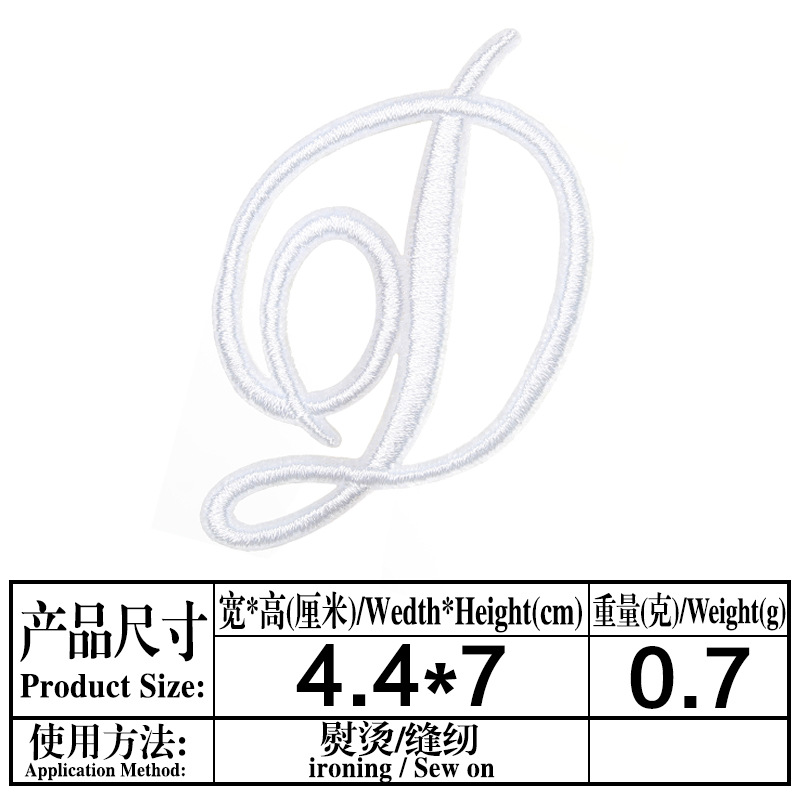 D
产品尺寸
Product Size:
宽*高(厘米)/Wedth*Height(cm)
重量(克)/Weight(g)
4.4*7
0.7
使用方法:
Application Method:
熨烫/缝纫
ironing / Sew on